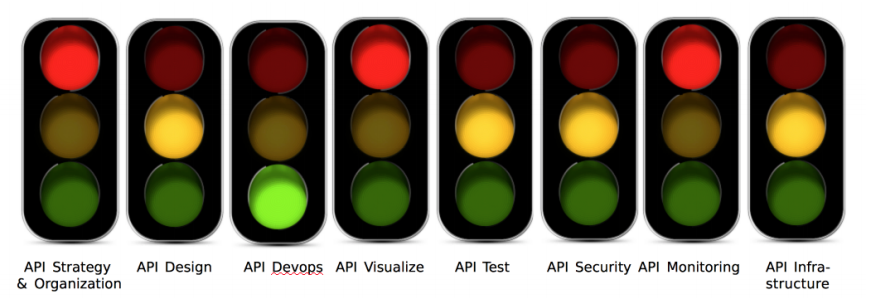 API Strategy
& Organization
API Design
API Devops
API Visualize
API Test
API Security
API Monitoring
API Infra-
structure